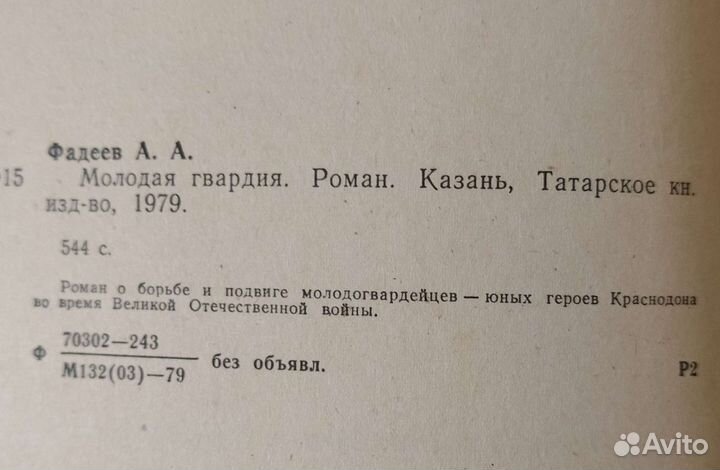 Фадеев А. А.
15 Молодая гвардия. Роман. Казань, Татарское кн.
изд-во, 1979.
544 с.
Роман о борьбе и подвиге молодогвардейцев — юных героев Краснодона
во время Великой Отечественной войны.
70302—243
Ф без объявл. Р2
М132(03)—79
Avito